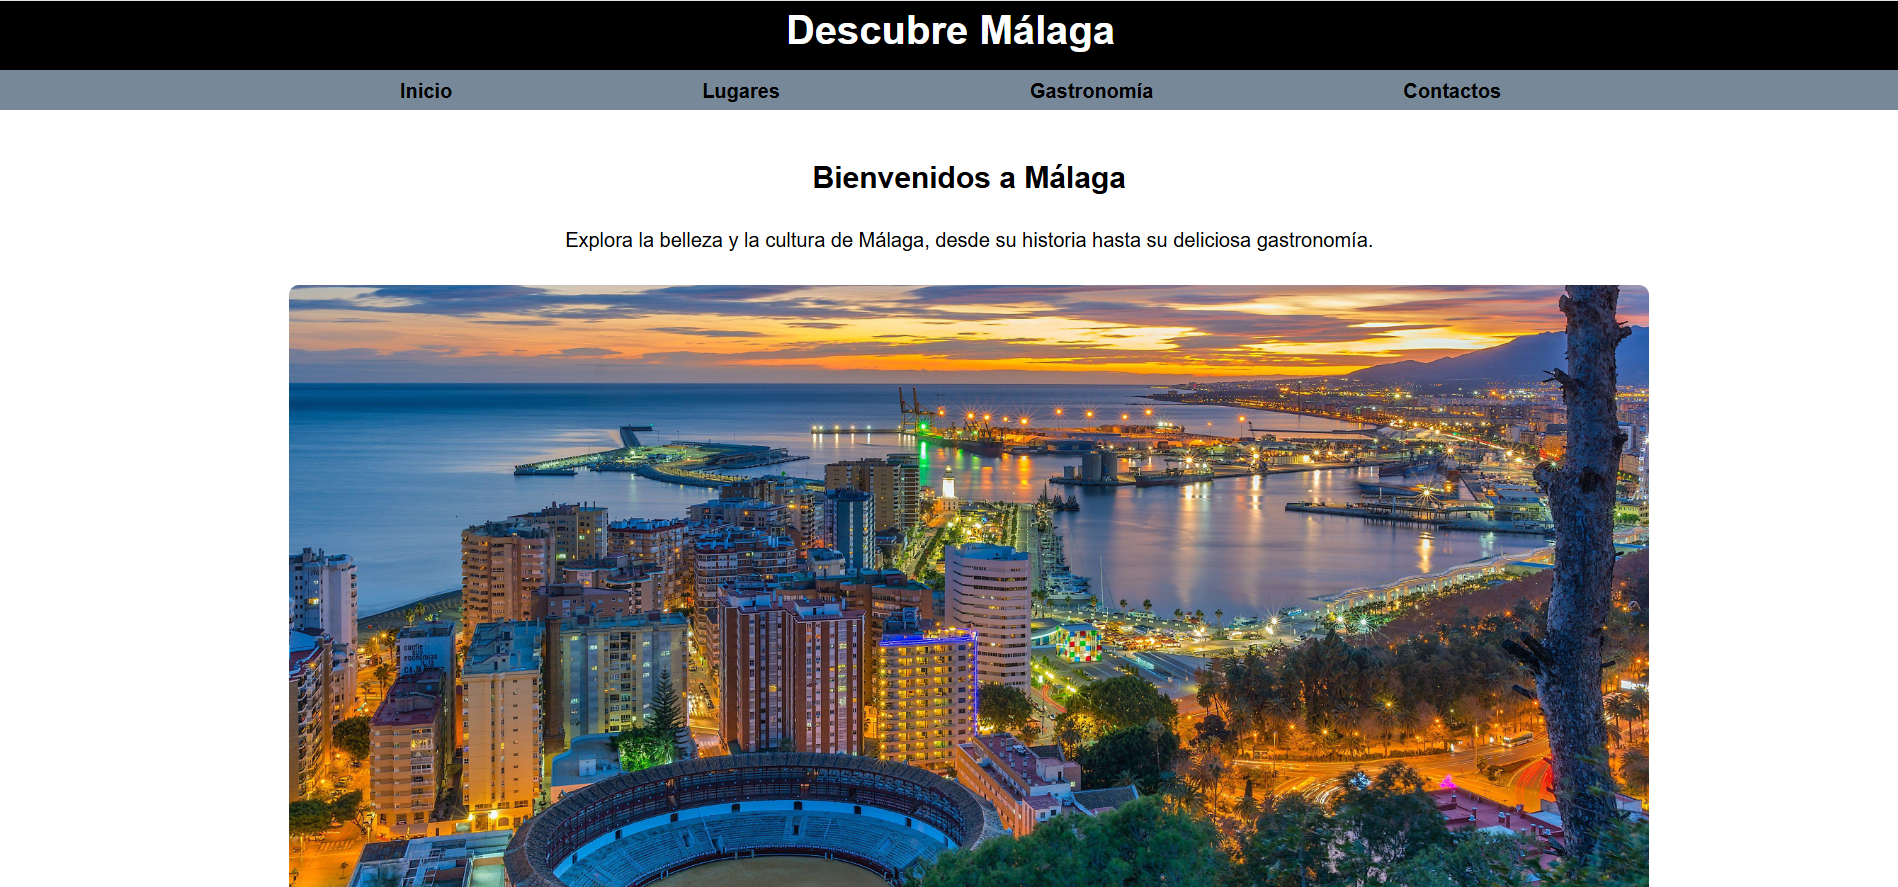 Descubre Málaga
Inicio Lugares Gastronomía Contactos
Bienvenidos a Málaga
Explora la belleza y la cultura de Málaga, desde su historia hasta su deliciosa gastronomía.